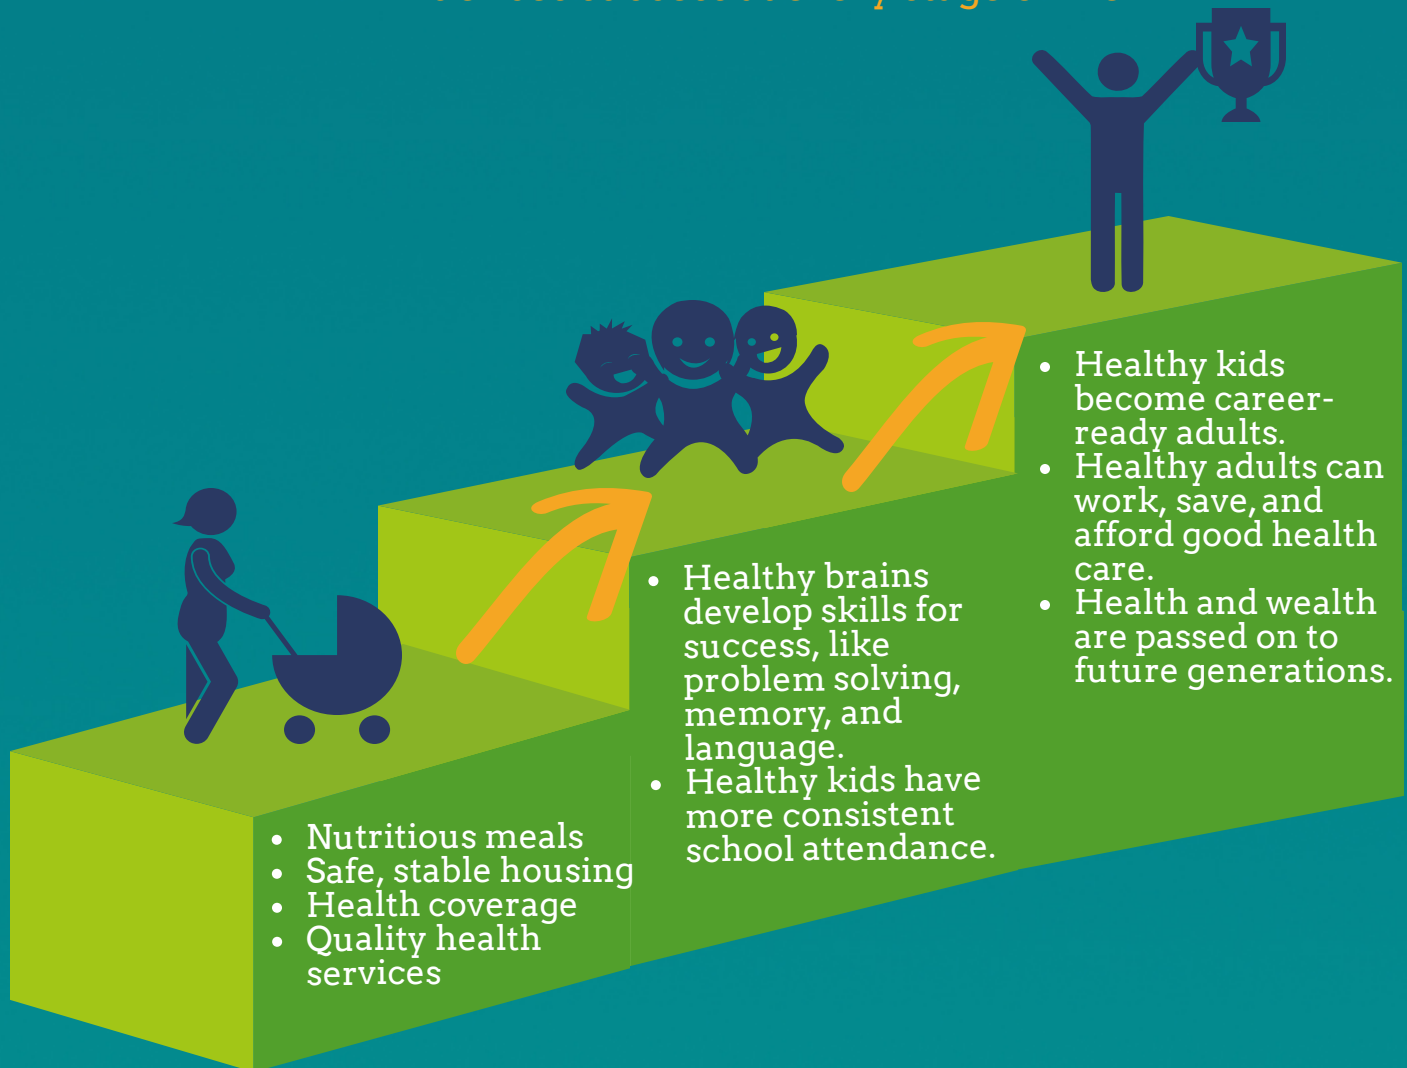 • Nutritious meals
• Safe, stable housing
• Health coverage
• Quality health
services
• Healthy brains
develop skills for
success, like
problem solving,
memory, and
language.
• Healthy kids have
more consistent
school attendance.
• Healthy kids
become career-
ready adults.
• Healthy adults can
work, save, and
afford good health
care.
• Health and wealth
are passed on to
future generations.